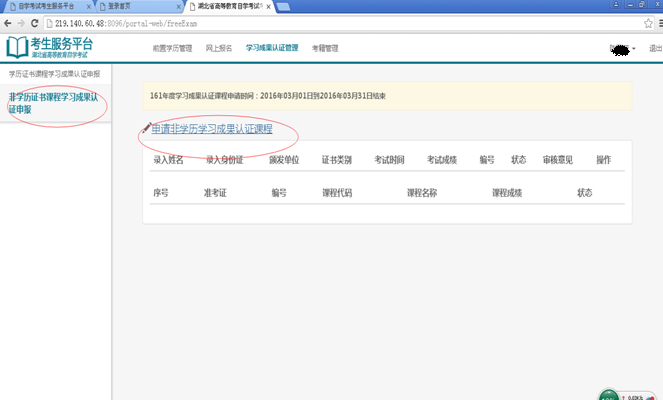 自学考试考生服务平台
登录首页
湖北省高等教育自学考试
219.140.60.48:8096/portal-web/freeExam
考生服务平台
湖北省高等教育自学考试
前置学历管理 网上报名 学习成果认证管理 考籍管理 退出
学历证书课程学习成果认证申报
非学历证书课程学习成果认
证申报
161年度学习成果认证课程申请时间：2016年03月01日到2016年03月31日结束
申请非学历学习成果认证课程
录入姓名 录入身份证 颁发单位 证书类别 考试时间 考试成绩 编号 状态 审核意见 操作
序号 准考证 编号 课程代码 课程名称 课程成绩 状态